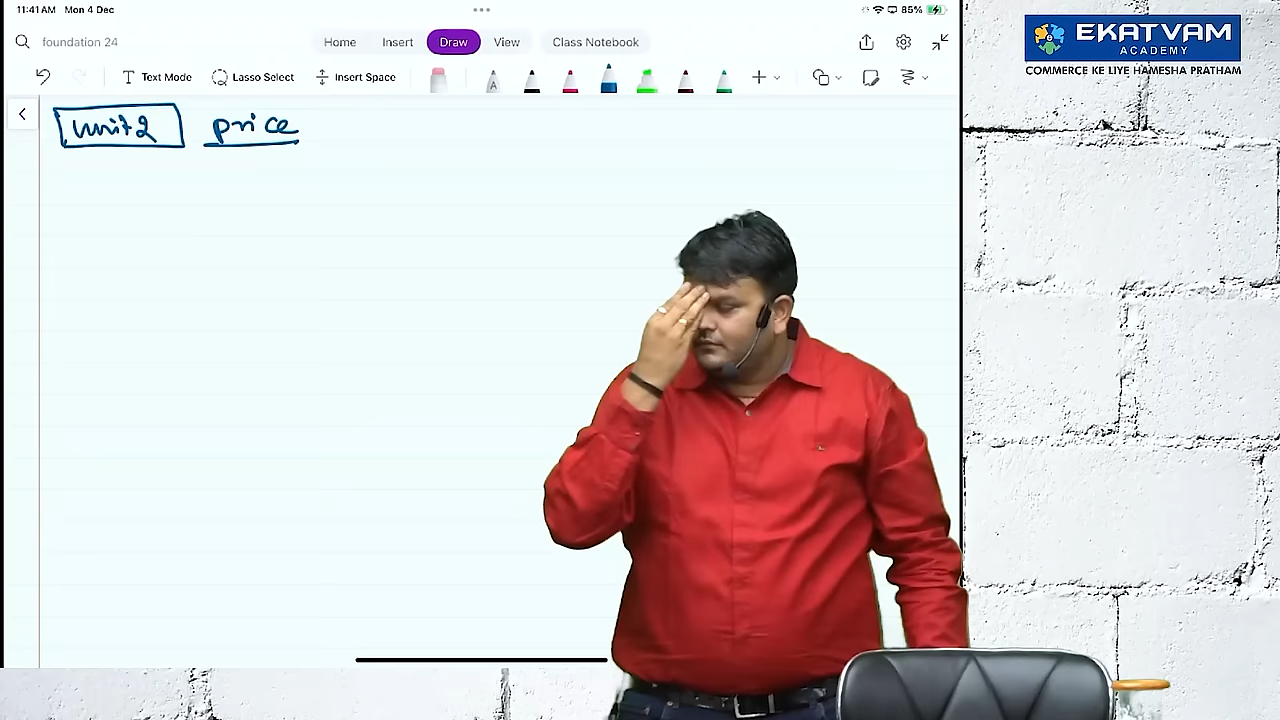 11:41 AM Mon 4 Dec
85%
foundation 24
Home Insert Draw View Class Notebook
Text Mode Lasso Select Insert Space
unit 2 price
EKATVAM
ACADEMY
COMMERCE KE LIYE HAMESHA PRATHAM